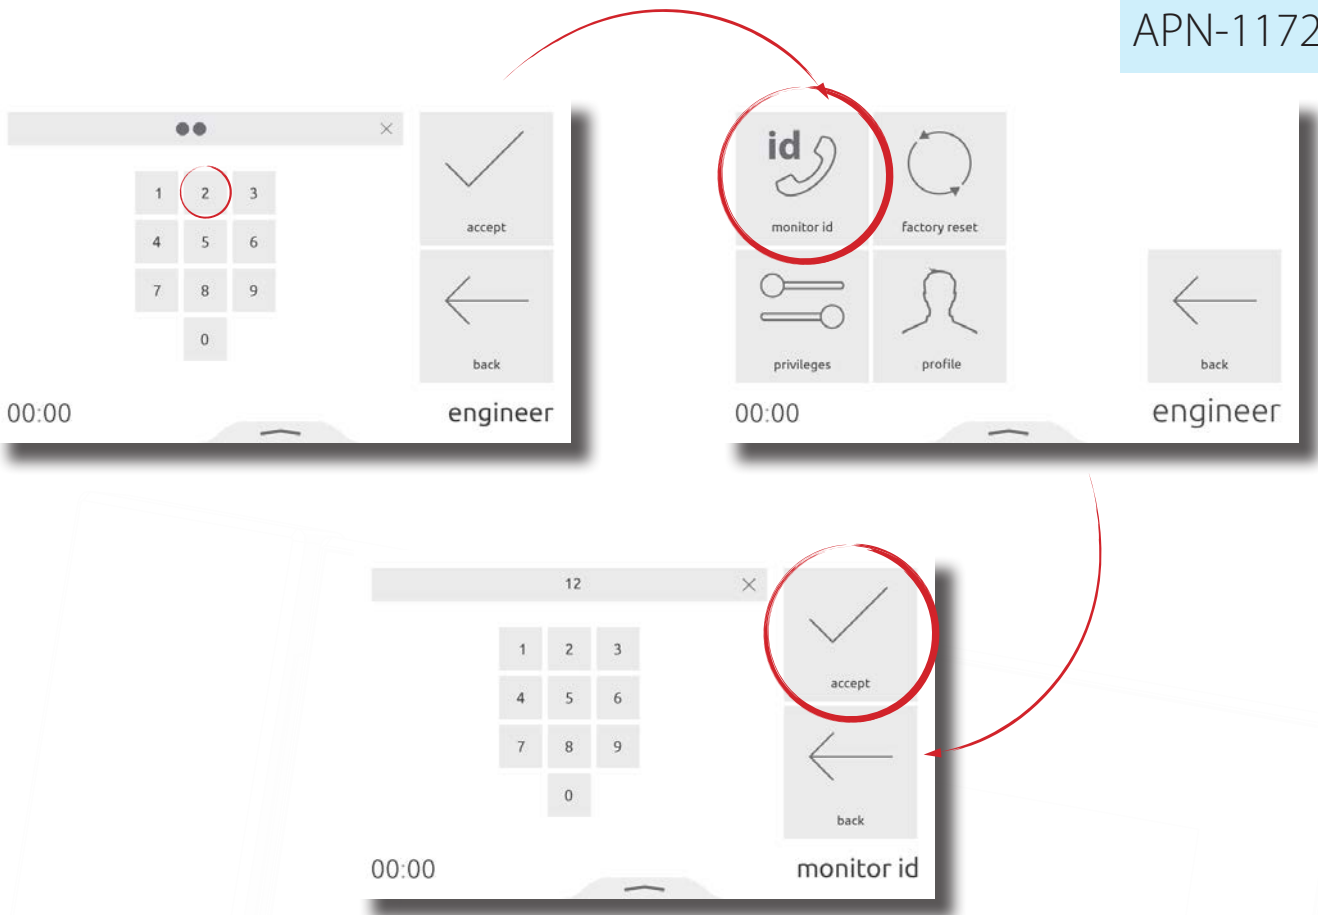 APN-1172
●● ×
1 2 3
4 5 6
7 8 9
0
accept
back
00:00
engineer
id
monitor id
factory reset
privileges
profile
back
00:00
engineer
12 ×
1 2 3
4 5 6
7 8 9
0
accept
back
00:00
monitor id